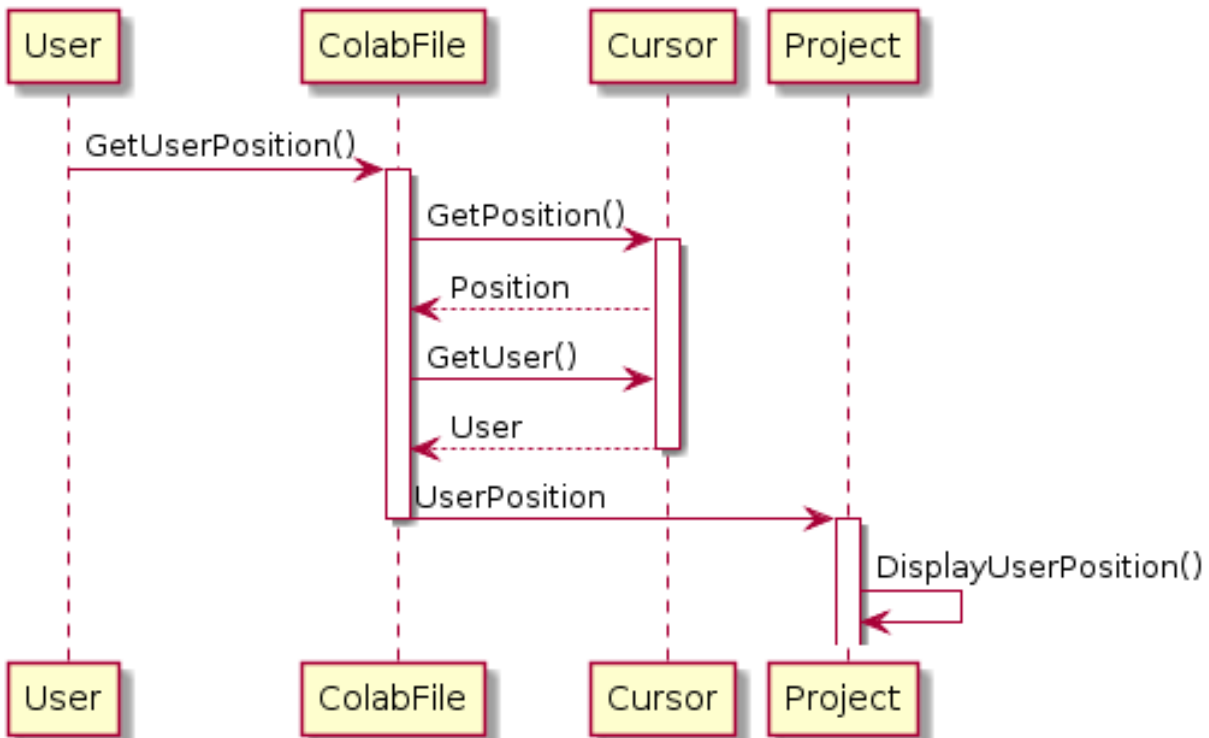 User
ColabFile
Cursor
Project
GetUserPosition()
GetPosition()
Position
GetUser()
User
UserPosition
DisplayUserPosition()
User
ColabFile
Cursor
Project